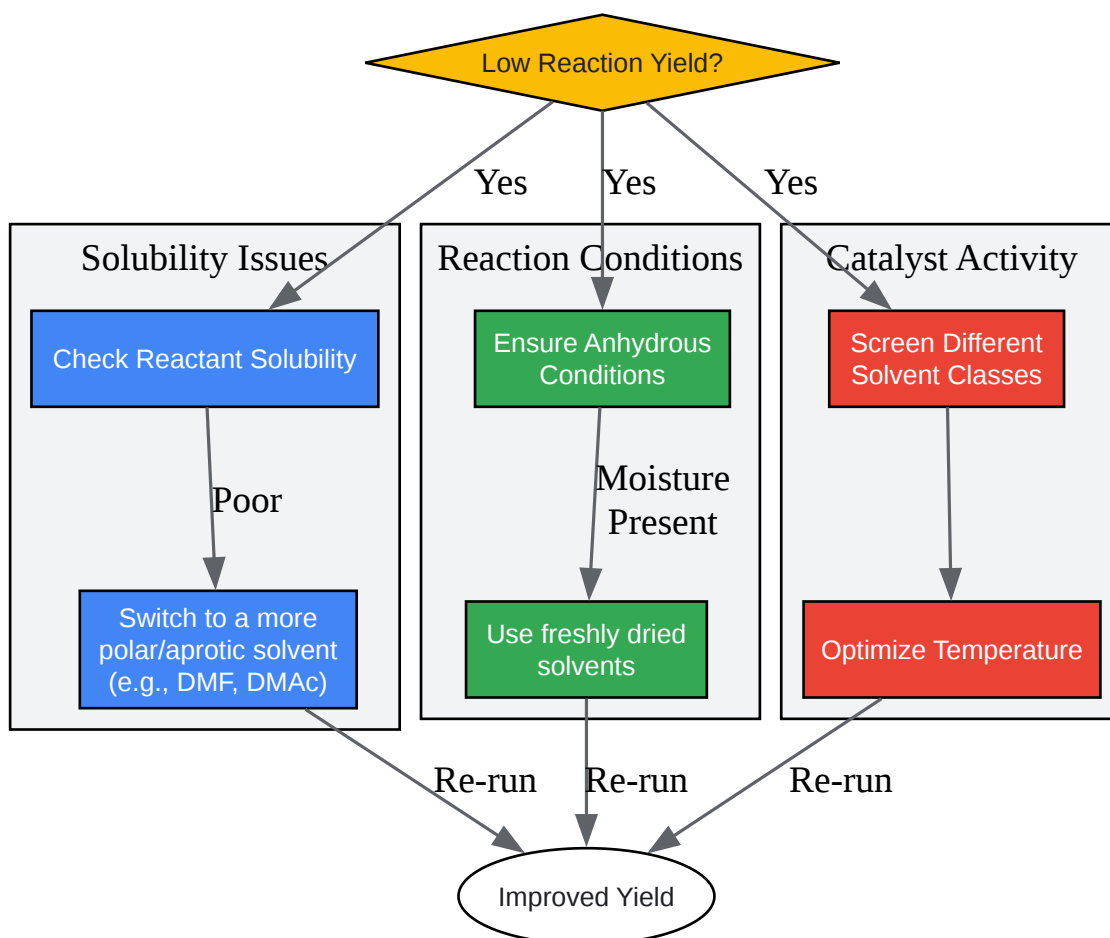 Low Reaction Yield?
Yes
Yes
Yes
Solubility Issues
Reaction Conditions
Catalyst Activity
Check Reactant Solubility
Ensure Anhydrous
Conditions
Screen Different
Solvent Classes
Poor
Moisture
Present
Switch to a more
polar/aprotic solvent
(e.g., DMF, DMAc)
Use freshly dried
solvents
Optimize Temperature
Re-run
Re-run
Re-run
Improved Yield